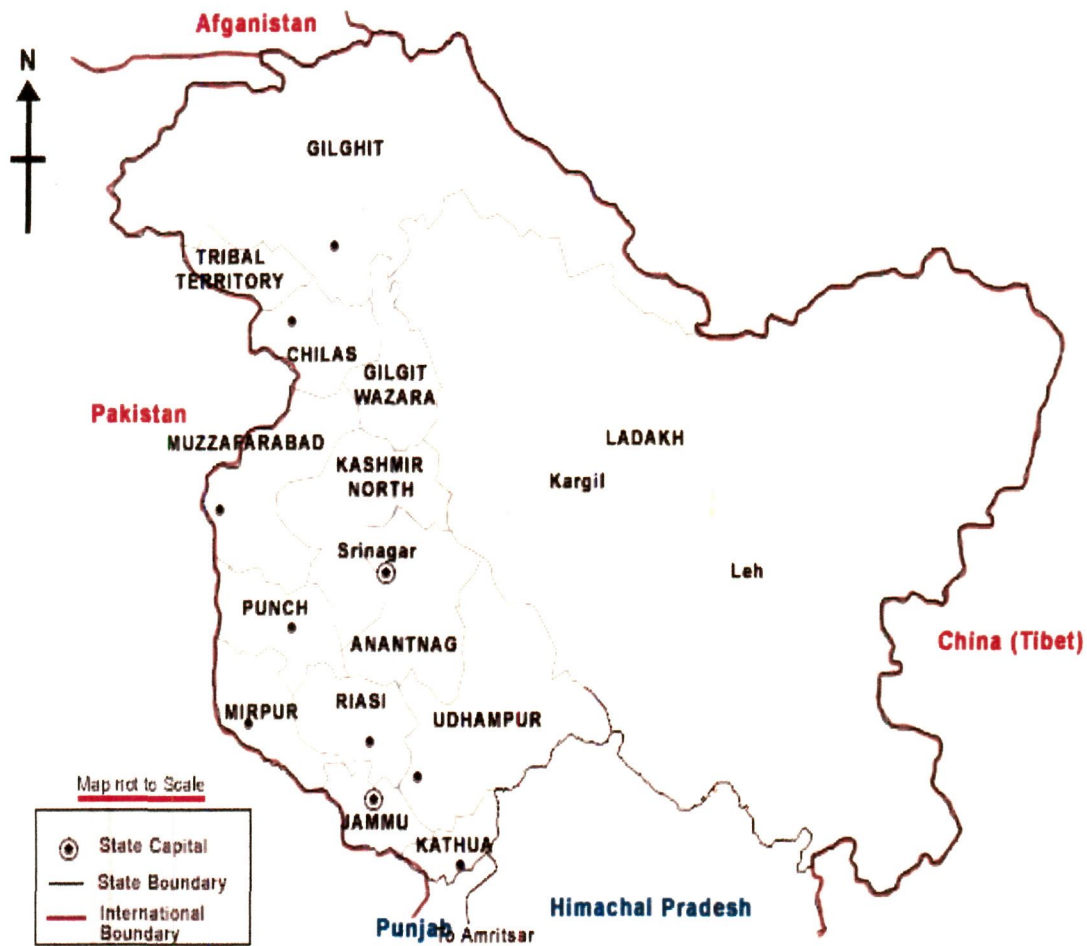 Afganistan
N
GILGHIT
TRIBAL
TERRITORY
CHILAS
GILGIT
WAZARA
Pakistan
MUZZAFARABAD
LADAKH
KASHMIR
NORTH
Kargil
Srinagar
Leh
PUNCH
ANANTNAG
China (Tibet)
RIASI
MIRPUR
UDHAMPUR
Map not to Scale
JAMMU
KATHUA
State Capital
State Boundary
International
Boundary
Himachal Pradesh
Punjab
To Amritsar